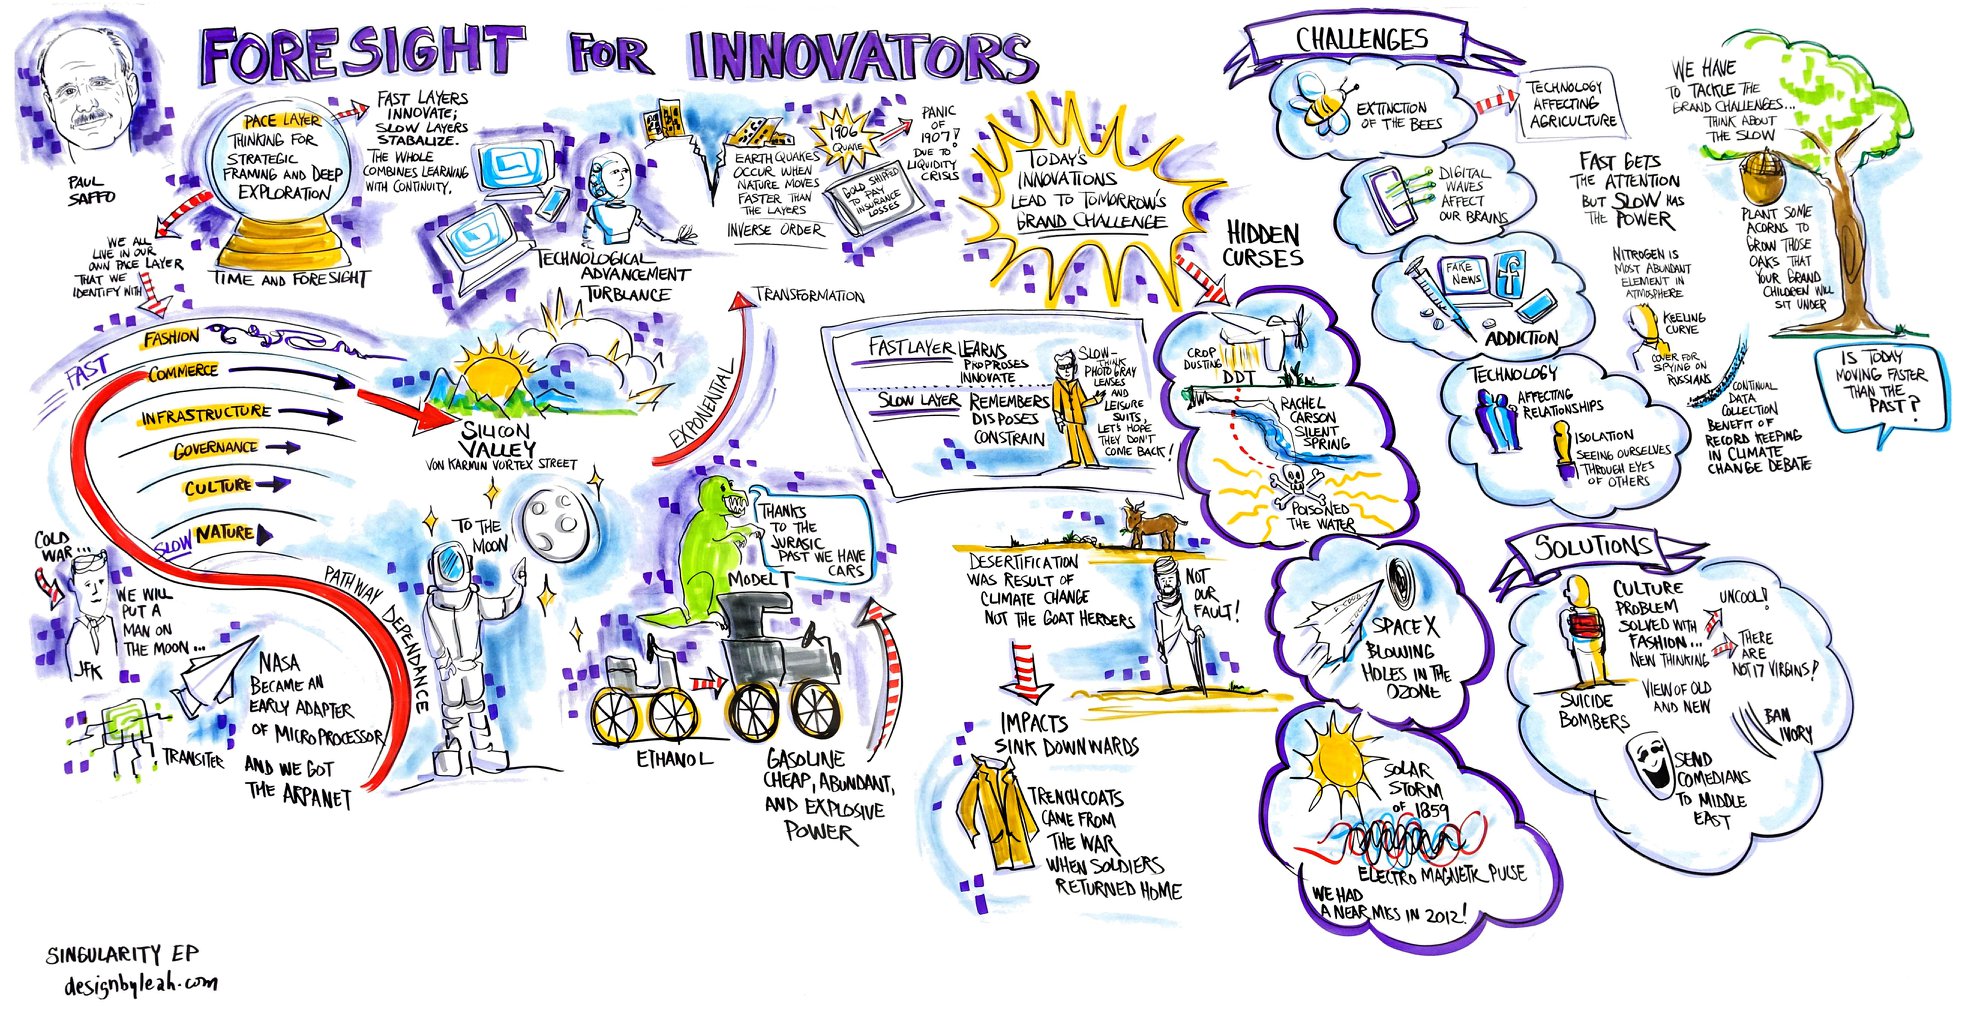 FORESIGHT FOR INNOVATORS
PAUL
SAFFO
PACE LAYER
THINKING FOR
STRATEGIC
FRAMING AND DEEP
EXPLORATION
TIME AND FORESIGHT
FAST LAYERS
INNOVATE;
SLOW LAYERS
STABALIZE.
THE WHOLE
COMBINES LEARNING
WITH CONTINUITY.
WE ALL
LIVE IN OUR
OWN PACE LAYER
THAT WE
IDENTIFY WITH
TECHNOLOGICAL
ADVANCEMENT
TURBLANCE
EARTH QUAKES
OCCUR WHEN
NATURE MOVES
FASTER THAN
THE LAYERS
INVERSE ORDER
1906
QUAKE
GOLD SHIPPED
TO PAY
INSURANCE
LOSSES
PANIC
OF
1907!
DUE TO
LIQUIDITY
CRISIS
TODAY'S
INNOVATIONS
LEAD TO TOMORROW'S
GRAND CHALLENGE
HIDDEN
CURSES
FAST
FASHION
COMMERCE
INFRASTRUCTURE
GOVERNANCE
CULTURE
NATURE
SLOW
PATHWAY DEPENDANCE
SILICON
VALLEY
VON KARMIN VORTEX STREET
EXPONENTIAL
TRANSFORMATION
COLD
WAR...
JFK
WE WILL
PUT A
MAN ON
THE MOON...
NASA
BECAME AN
EARLY ADAPTER
OF MICROPROCESSOR
AND WE GOT
THE ARPANET
TRANSITER
TO THE
MOON
THANKS
TO THE
JURASIC
PAST WE HAVE
CARS
MODEL T
ETHANOL
GASOLINE
CHEAP, ABUNDANT,
AND EXPLOSIVE
POWER
FAST LAYER LEARNS
PROPROSES
INNOVATE
SLOW LAYER REMEMBERS
DISPOSES
CONSTRAIN
SLOW-
THINK
PHOTOGRAY
LENSES
AND
LEISURE
SUITS,
LET'S HOPE
THEY DON'T
COME BACK!
DESERTIFICATION
WAS RESULT OF
CLIMATE CHANGE
NOT THE GOAT HERDERS
NOT
OUR
FAULT!
IMPACTS
SINK DOWNWARDS
TRENCHCOATS
CAME FROM
THE WAR
WHEN SOLDIERS
RETURNED HOME
CROP
DUSTING
DDT
RACHEL
CARSON
SILENT
SPRING
POISONED
THE WATER
SPACE X
BLOWING
HOLES IN THE
OZONE
SOLAR
STORM
OF 1859
ELECTRO MAGNETIC PULSE
WE HAD
A NEAR MISS IN 2012!
CHALLENGES
EXTINCTION
OF THE BEES
TECHNOLOGY
AFFECTING
AGRICULTURE
DIGITAL
WAVES
AFFECT
OUR BRAINS
FAKE
NEWS
f
ADDICTION
TECHNOLOGY
AFFECTING
RELATIONSHIPS
ISOLATION
SEEING OURSELVES
THROUGH EYES
OF OTHERS
WE HAVE
TO TACKLE THE
GRAND CHALLENGES...
THINK ABOUT
THE SLOW
FAST GETS
THE ATTENTION
BUT SLOW HAS
THE POWER
NITROGEN IS
MOST ABUNDANT
ELEMENT IN
ATMOSPHERE
KEELING
CURVE
COVER FOR
SPYING ON
RUSSIANS
CONTINUAL
DATA
COLLECTION
BENEFIT OF
RECORD KEEPING
IN CLIMATE
CHANGE DEBATE
PLANT SOME
ACORNS TO
GROW THOSE
OAKS THAT
YOUR GRAND
CHILDREN WILL
SIT UNDER
IS TODAY
MOVING FASTER
THAN THE
PAST?
SOLUTIONS
SUICIDE
BOMBERS
CULTURE
PROBLEM
SOLVED WITH
FASHION...
NEW THINKING
UNCOOL!
THERE
ARE
NOT 17 VIRGINS!
VIEW OF OLD
AND NEW
BAN
IVORY
SEND
COMEDIANS
TO MIDDLE
EAST
SINGULARITY EP
designbyleah.com